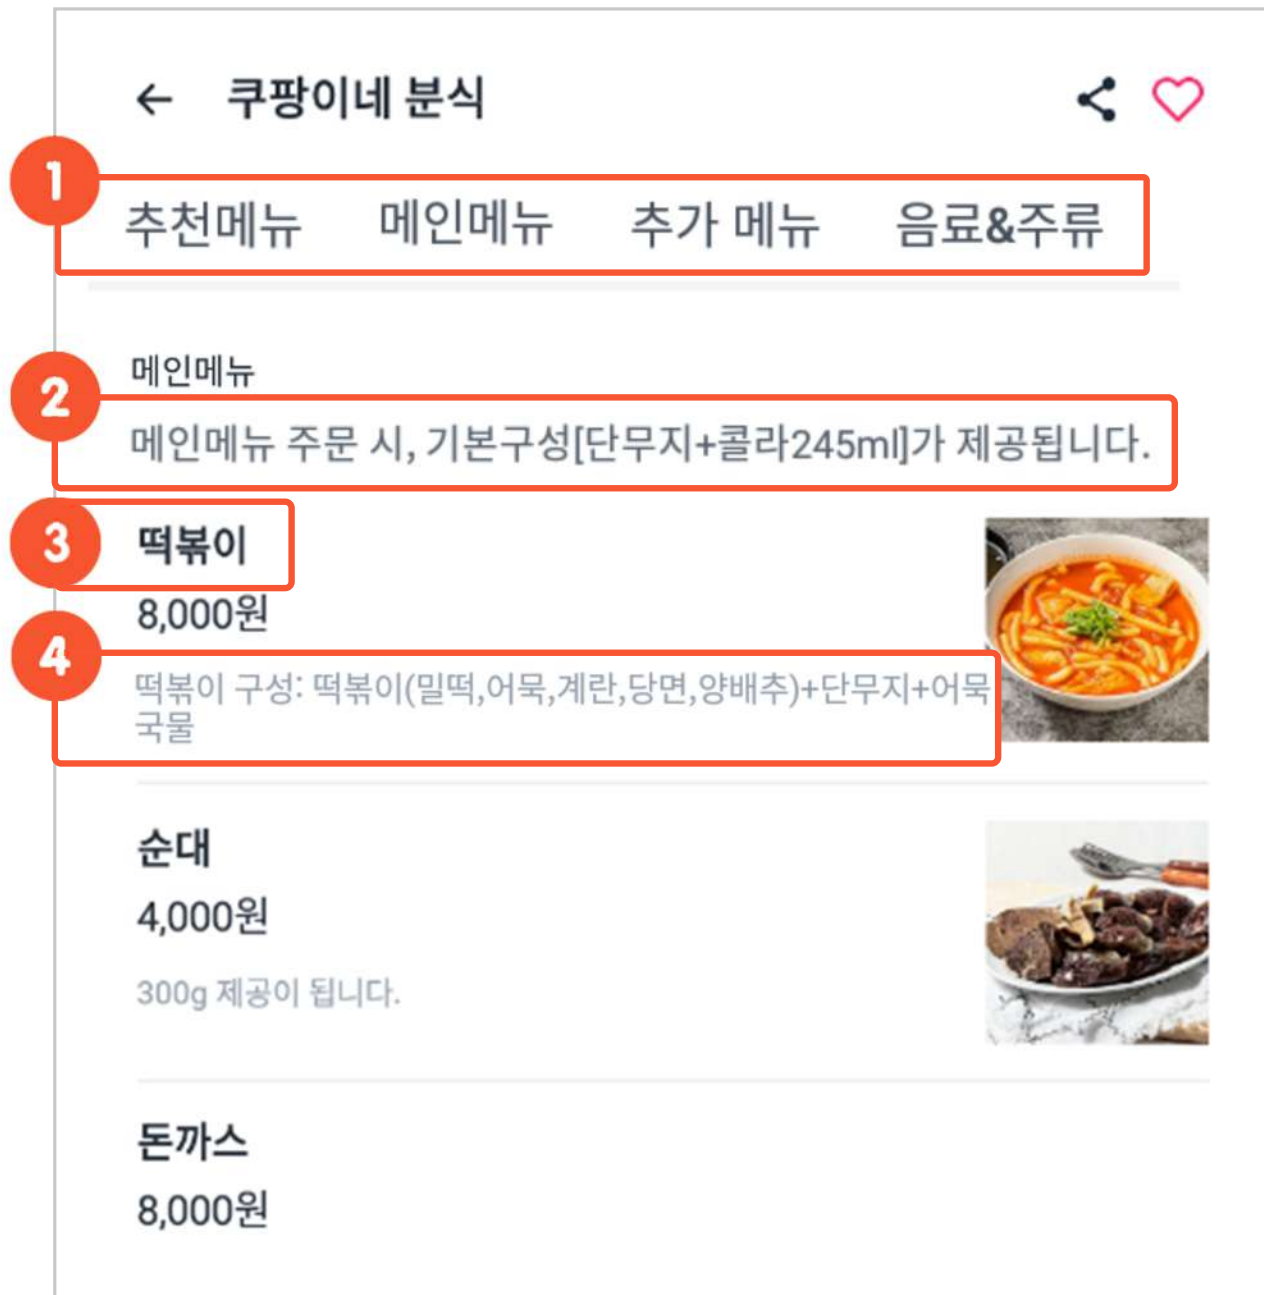 쿠팡이네 분식
1
추천메뉴 메인메뉴 추가 메뉴 음료&주류
메인메뉴
2
메인메뉴 주문 시, 기본구성[단무지+콜라245ml]가 제공됩니다.
3
떡볶이
8,000원
4
떡볶이 구성: 떡볶이(밀떡,어묵,계란,당면,양배추)+단무지+어묵
국물
순대
4,000원
300g 제공이 됩니다.
돈까스
8,000원